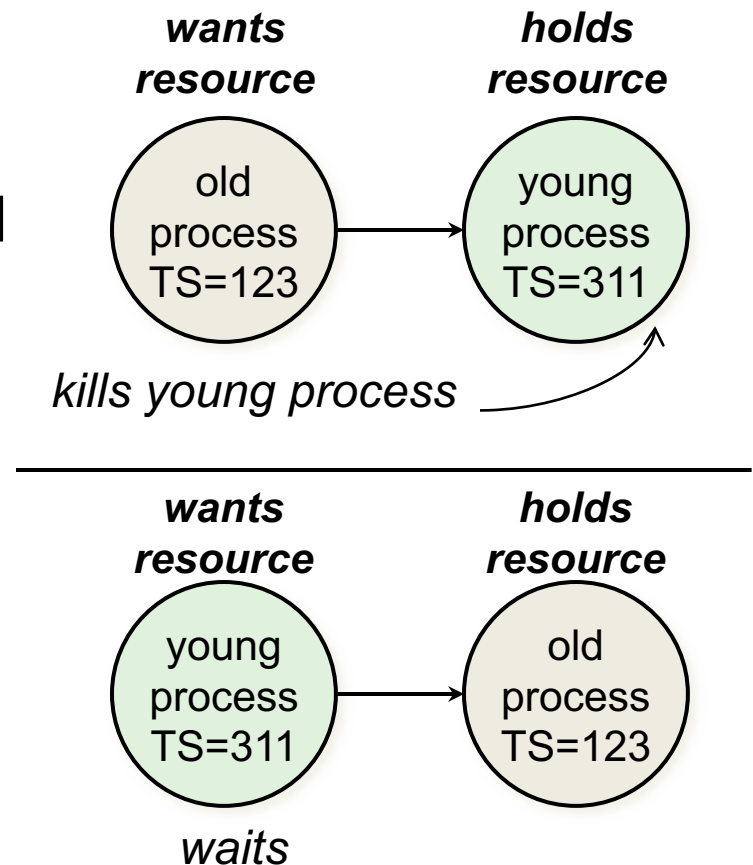 wants holds
resource resource
old young
process process
TS=123 TS=311
kills young process
wants holds
resource resource
young old
process process
TS=311 TS=123
waits